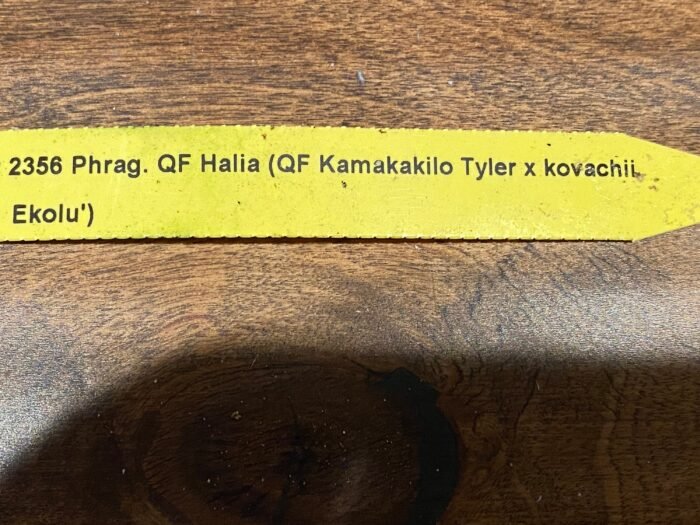 2356 Phrag. QF Halia (QF Kamakakilo Tyler x kovachii
Ekolu')